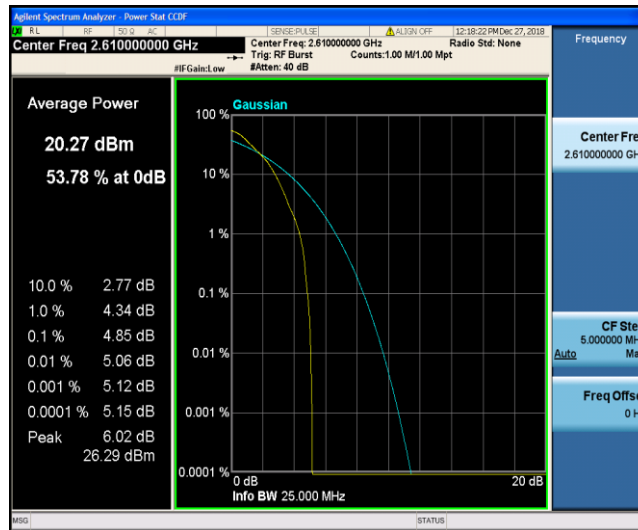 Agilent Spectrum Analyzer - Power Stat CCDF
RL RF 50 Ω AC SENSE:PULSE ALIGN OFF 12:18:22 PM Dec 27, 2018
Center Freq 2.610000000 GHz
Center Freq: 2.610000000 GHz Radio Std: None
Trig: RF Burst Counts:1.00 M/1.00 Mpt
#IFGain:Low #Atten: 40 dB
Frequency
Average Power
20.27 dBm
53.78 % at 0dB
10.0 % 2.77 dB
1.0 % 4.34 dB
0.1 % 4.85 dB
0.01 % 5.06 dB
0.001 % 5.12 dB
0.0001 % 5.15 dB
Peak 6.02 dB
26.29 dBm
Gaussian
100 %
10 %
1 %
0.1 %
0.01 %
0.001 %
0.0001 %
0 dB 20 dB
Info BW 25.000 MHz
Center Fre
2.610000000 GH
CF Ste
5.000000 MH
Auto Ma
Freq Offse
0 H
MSG STATUS